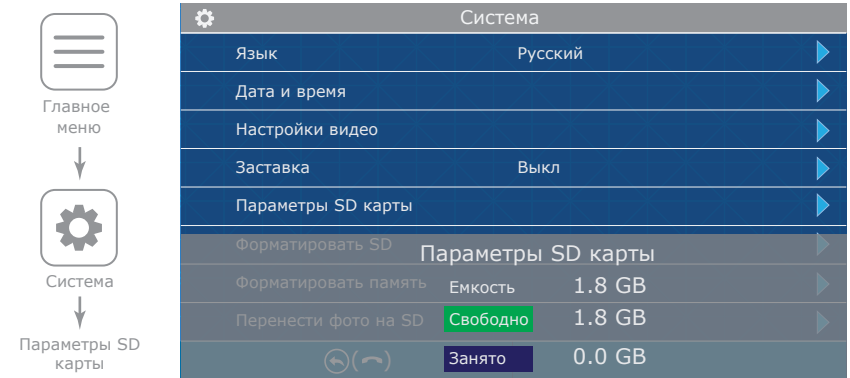 Главное
меню
Система
Параметры SD
карты
Система
Язык Русский
Дата и время
Настройки видео
Заставка Выкл
Параметры SD карты
Форматировать SD
Параметры SD карты
Форматировать память
Емкость 1.8 GB
Перенести фото на SD
Свободно 1.8 GB
Занято 0.0 GB